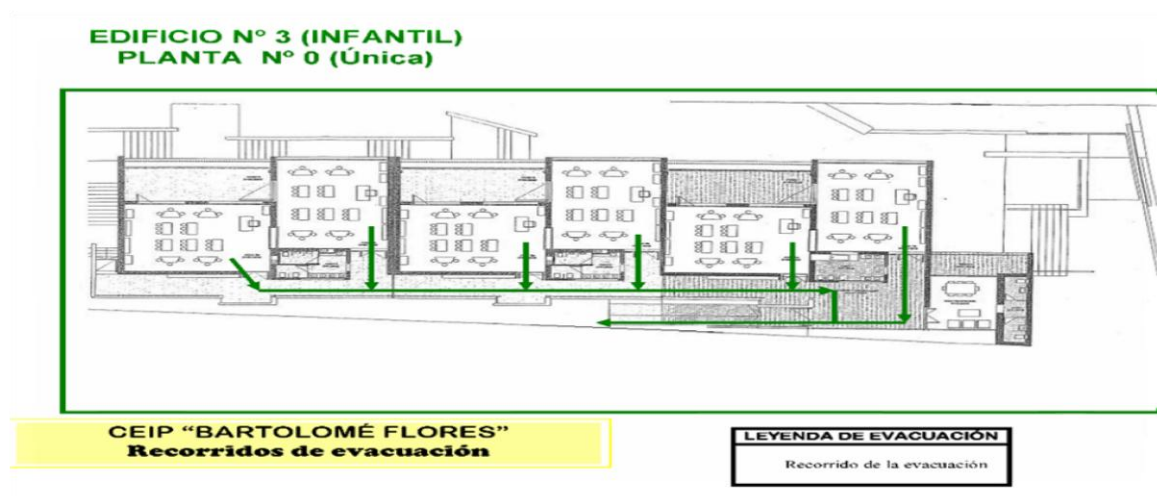 EDIFICIO Nº 3 (INFANTIL)
PLANTA Nº 0 (Única)
CEIP “BARTOLOMÉ FLORES”
Recorridos de evacuación
LEYENDA DE EVACUACIÓN
Recorrido de la evacuación